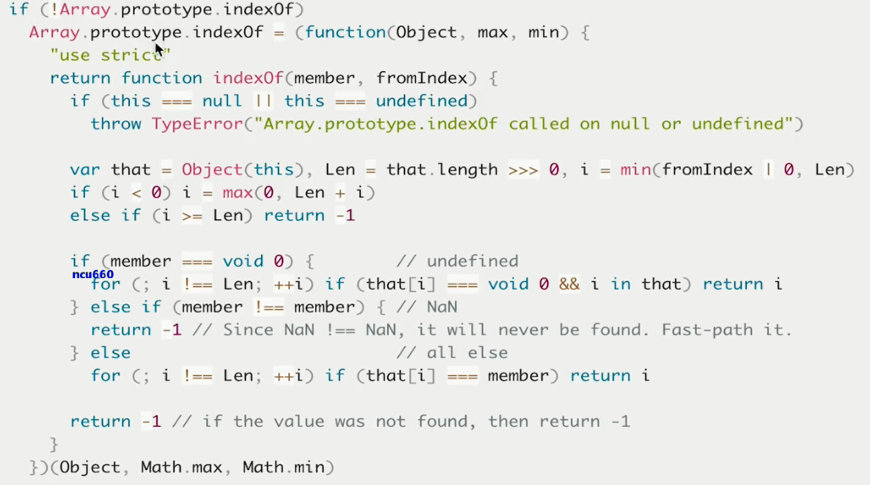 if (!Array.prototype.indexOf)
  Array.prototype.indexOf = (function(Object, max, min) {
    "use strict"
    return function indexOf(member, fromIndex) {
      if (this === null || this === undefined)
        throw TypeError("Array.prototype.indexOf called on null or undefined")

      var that = Object(this), Len = that.length >>> 0, i = min(fromIndex | 0, Len)
      if (i < 0) i = max(0, Len + i)
      else if (i >= Len) return -1

      if (member === void 0) {        // undefined
ncu660
        for (; i !== Len; ++i) if (that[i] === void 0 && i in that) return i
      } else if (member !== member) { // NaN
        return -1 // Since NaN !== NaN, it will never be found. Fast-path it.
      } else                          // all else
        for (; i !== Len; ++i) if (that[i] === member) return i

      return -1 // if the value was not found, then return -1
    }
  })(Object, Math.max, Math.min)